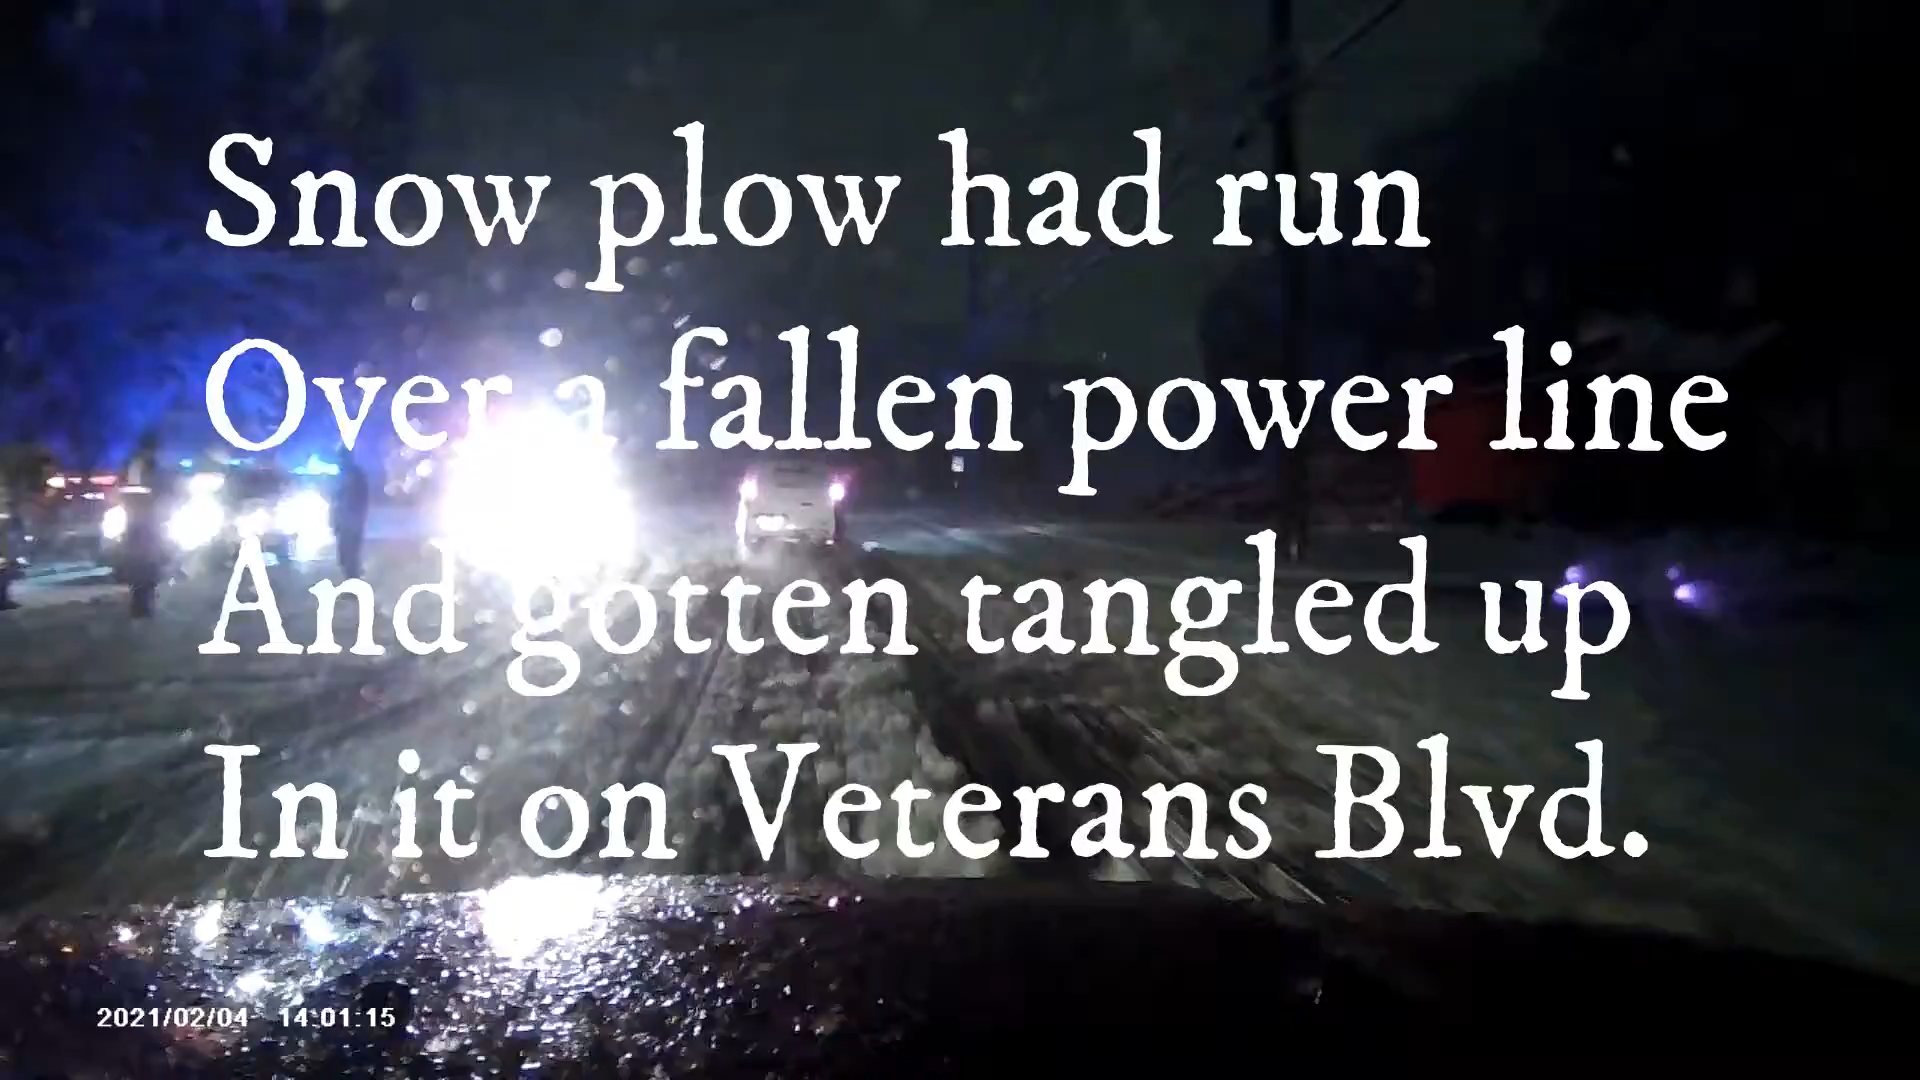 Snow plow had run
Over a fallen power line
And gotten tangled up
In it on Veterans Blvd.
2021/02/04 14:01:15